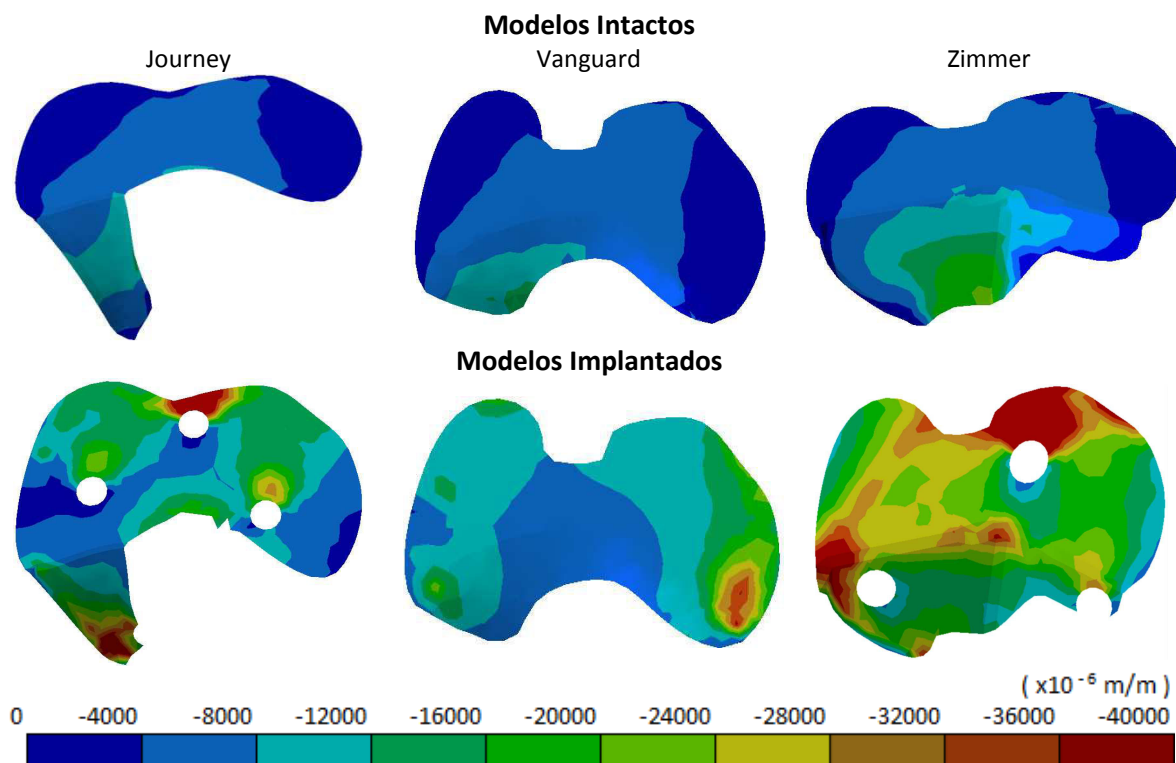 Modelos Intactos
Journey Vanguard Zimmer
Modelos Implantados
( x10⁻⁶ m/m )
0 -4000 -8000 -12000 -16000 -20000 -24000 -28000 -32000 -36000 -40000